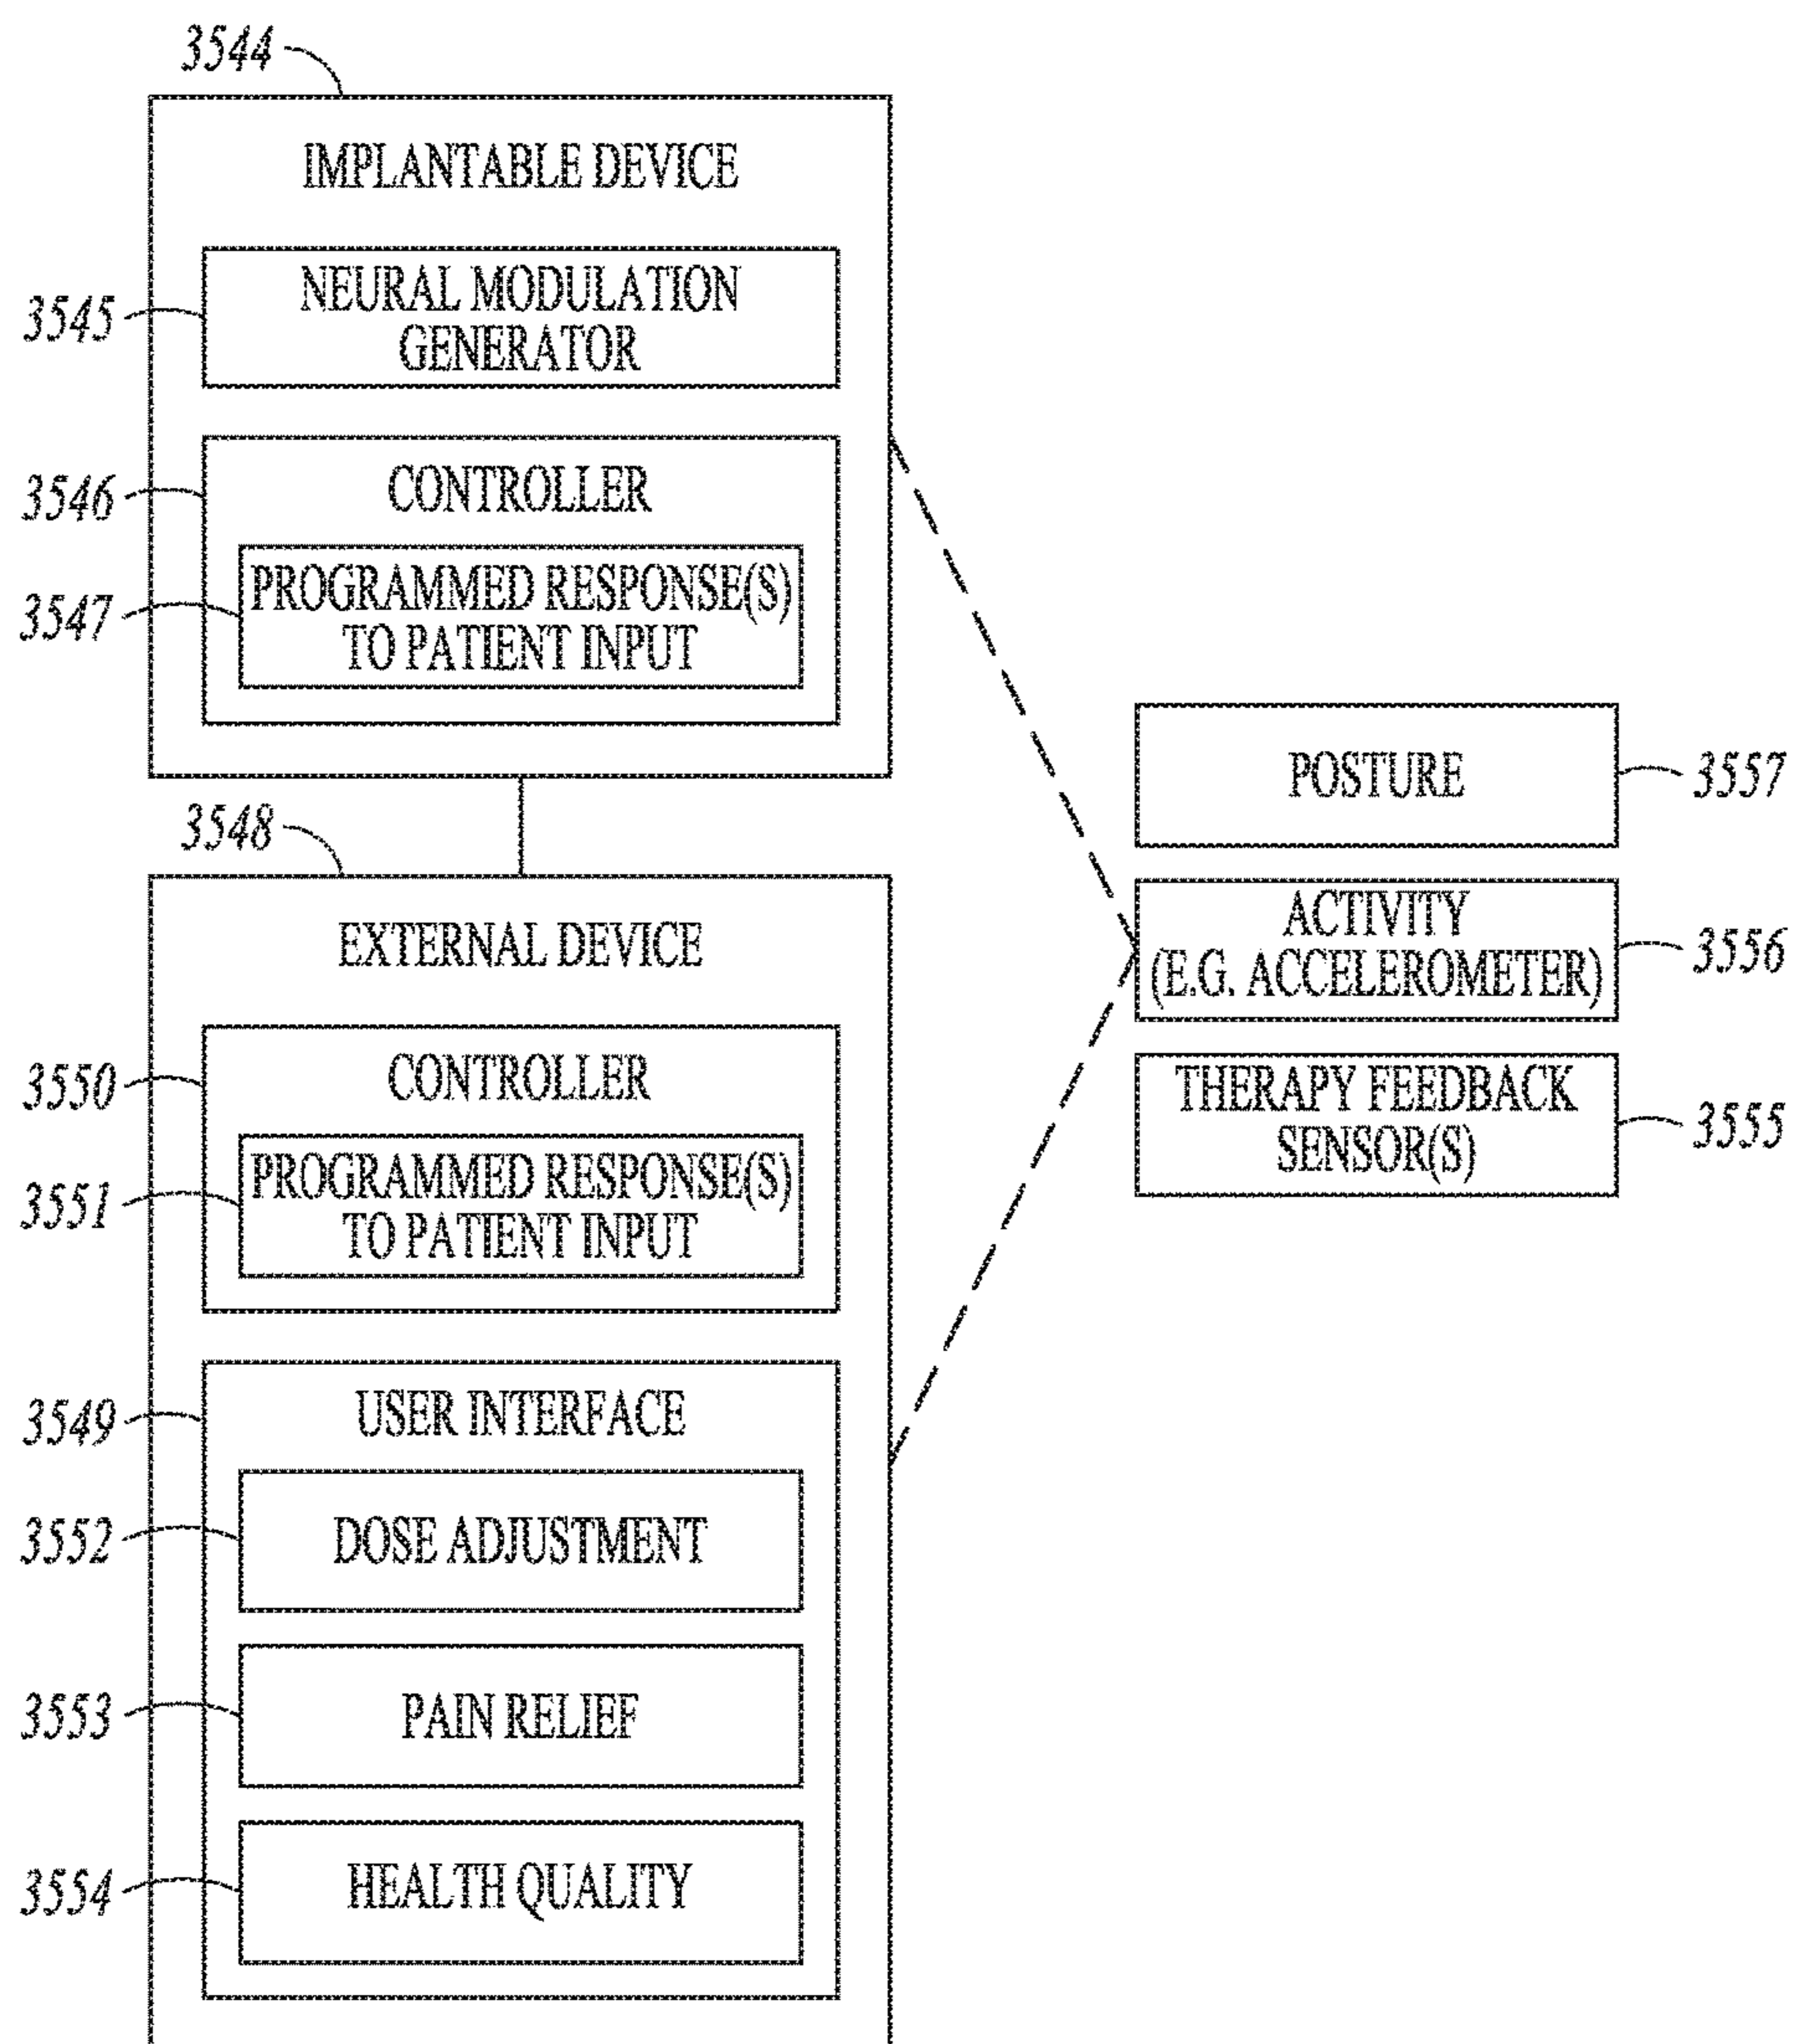 3544
IMPLANTABLE DEVICE
3545
NEURAL MODULATION
GENERATOR
3546
CONTROLLER
3547
PROGRAMMED RESPONSE(S)
TO PATIENT INPUT
3548
EXTERNAL DEVICE
3550
CONTROLLER
3551
PROGRAMMED RESPONSE(S)
TO PATIENT INPUT
3549
USER INTERFACE
3552
DOSE ADJUSTMENT
3553
PAIN RELIEF
3554
HEALTH QUALITY
POSTURE
3557
ACTIVITY
(E.G. ACCELEROMETER)
3556
THERAPY FEEDBACK
SENSOR(S)
3555